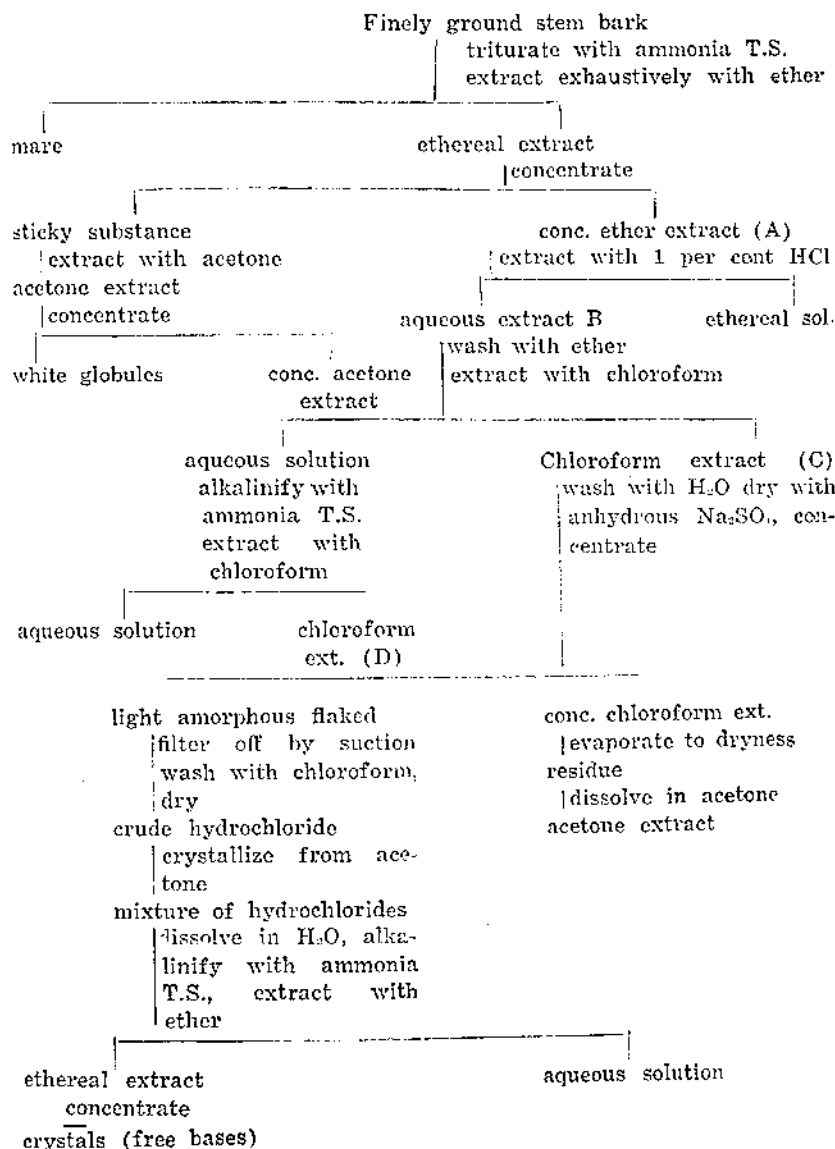 Finely ground stem bark
triturate with ammonia T.S.
extract exhaustively with ether
mare
ethereal extract
concentrate
sticky substance
extract with acetone
acetone extract
concentrate
conc. ether extract (A)
extract with 1 per cent HCl
aqueous extract B
wash with ether
extract with chloroform
ethereal sol.
white globules
conc. acetone
extract
aqueous solution
alkalinify with
ammonia T.S.
extract with
chloroform
Chloroform extract (C)
wash with H₂O dry with
anhydrous Na₂SO₄, con-
centrate
aqueous solution
chloroform
ext. (D)
light amorphous flaked
filter off by suction
wash with chloroform,
dry
crude hydrochloride
crystallize from ace-
tone
mixture of hydrochlorides
dissolve in H₂O, alka-
linify with ammonia
T.S., extract with
ether
conc. chloroform ext.
evaporate to dryness
residue
dissolve in acetone
acetone extract
ethereal extract
concentrate
crystals (free bases)
aqueous solution